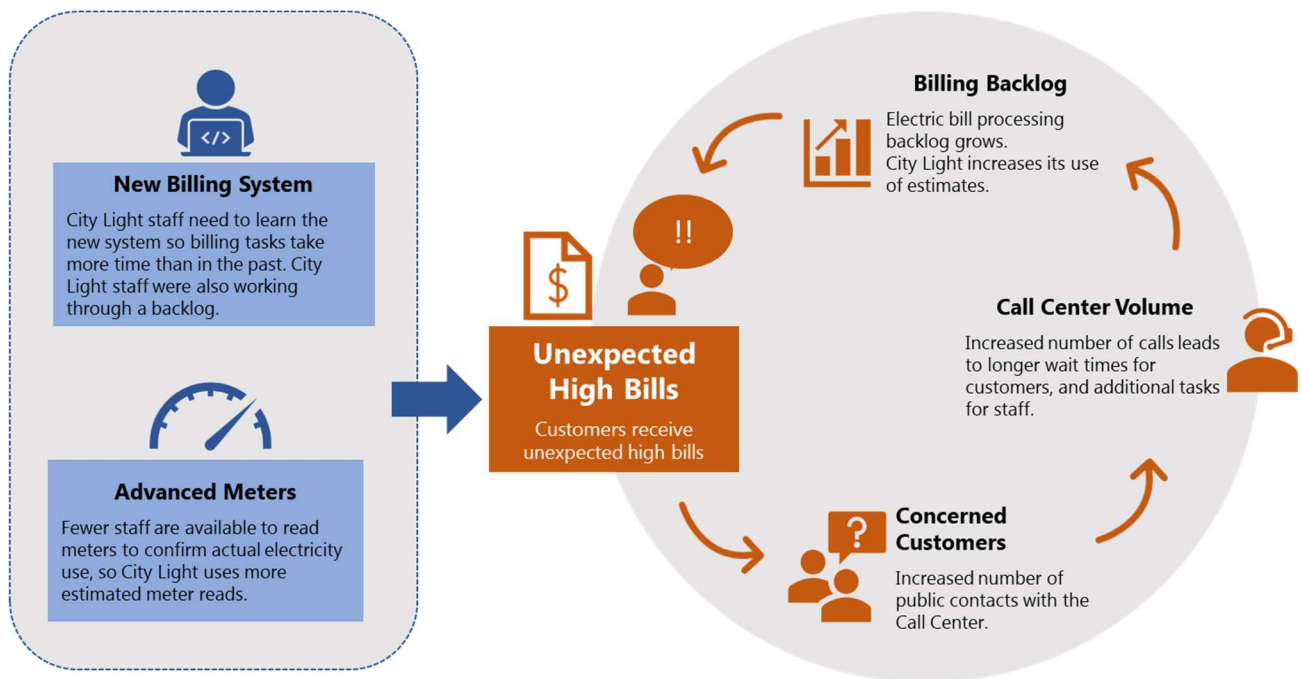 New Billing System
City Light staff need to learn the
new system so billing tasks take
more time than in the past. City
Light staff were also working
through a backlog.
Advanced Meters
Fewer staff are available to read
meters to confirm actual electricity
use, so City Light uses more
estimated meter reads.
</>
$
!!
Unexpected
High Bills
Customers receive
unexpected high bills
?
Concerned
Customers
Increased number of
public contacts with the
Call Center.
Call Center Volume
Increased number of calls leads
to longer wait times for
customers, and additional tasks
for staff.
Billing Backlog
Electric bill processing
backlog grows.
City Light increases its use
of estimates.